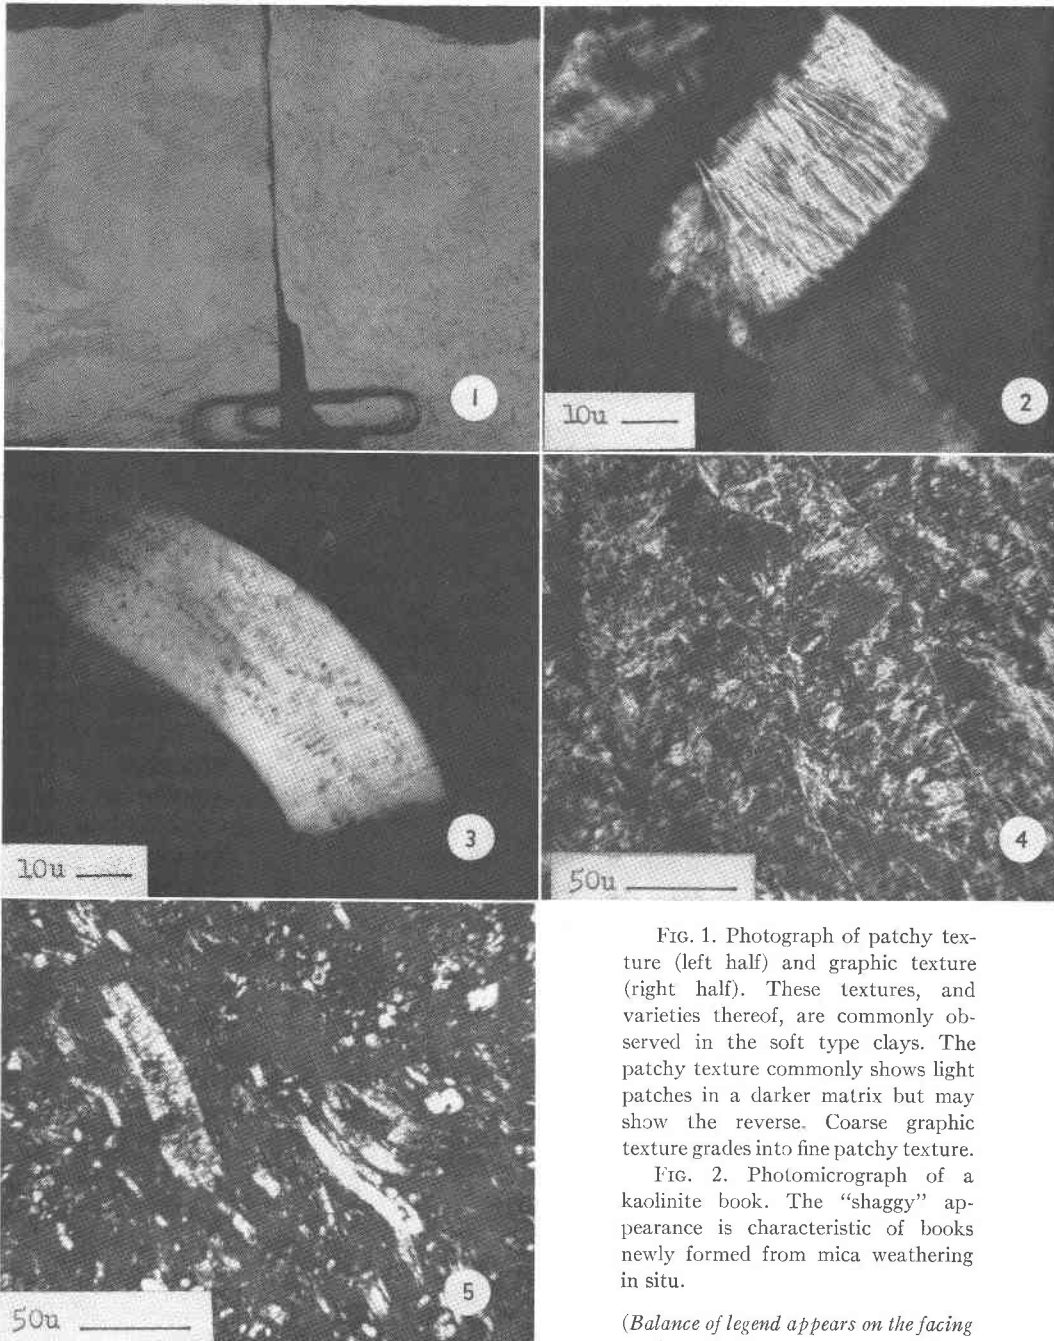 1
2
10u
3
10u
4
50u
5
50u
FIG. 1. Photograph of patchy tex-
ture (left half) and graphic texture
(right half). These textures, and
varieties thereof, are commonly ob-
served in the soft type clays. The
patchy texture commonly shows light
patches in a darker matrix but may
show the reverse. Coarse graphic
texture grades into fine patchy texture.
FIG. 2. Photomicrograph of a
kaolinite book. The “shaggy” ap-
pearance is characteristic of books
newly formed from mica weathering
in situ.
(Balance of legend appears on the facing